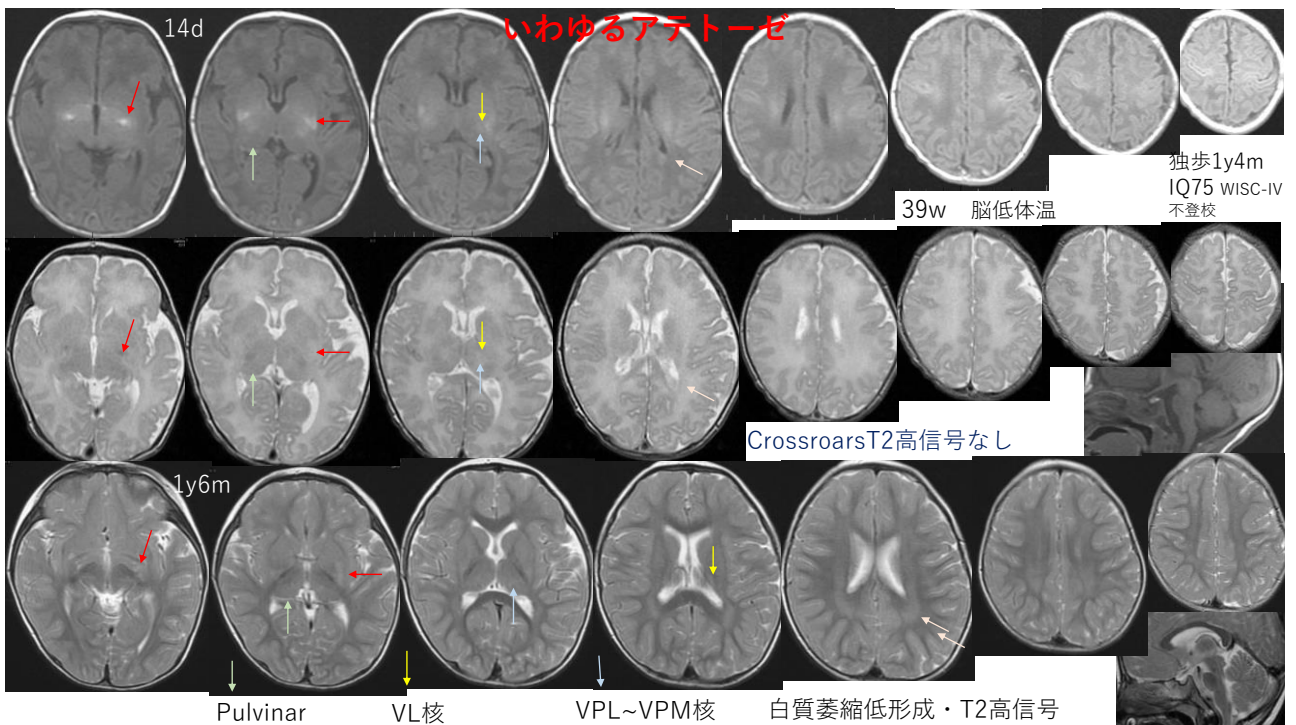 いわゆるアテトーゼ
14d
独歩1y4m
IQ75 WISC-IV
不登校
39w 脳低体温
CrossroarsT2高信号なし
1y6m
Pulvinar
VL核
VPL~VPM核
白質萎縮低形成・T2高信号